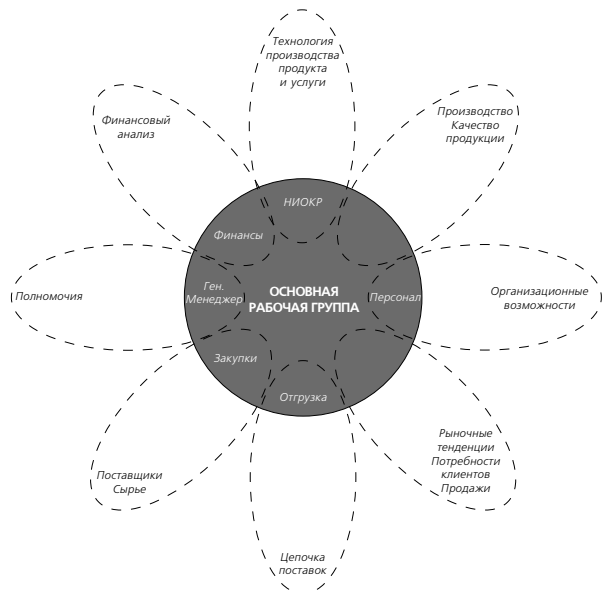 Технология
производства
продукта
и услуги
Финансовый
анализ
Производство
Качество
продукции
НИОКР
Финансы
Полномочия
Ген.
Менеджер
ОСНОВНАЯ
РАБОЧАЯ ГРУППА
Персонал
Организационные
возможности
Закупки
Отгрузка
Поставщики
Сырье
Рыночные
тенденции
Потребности
клиентов
Продажи
Цепочка
поставок